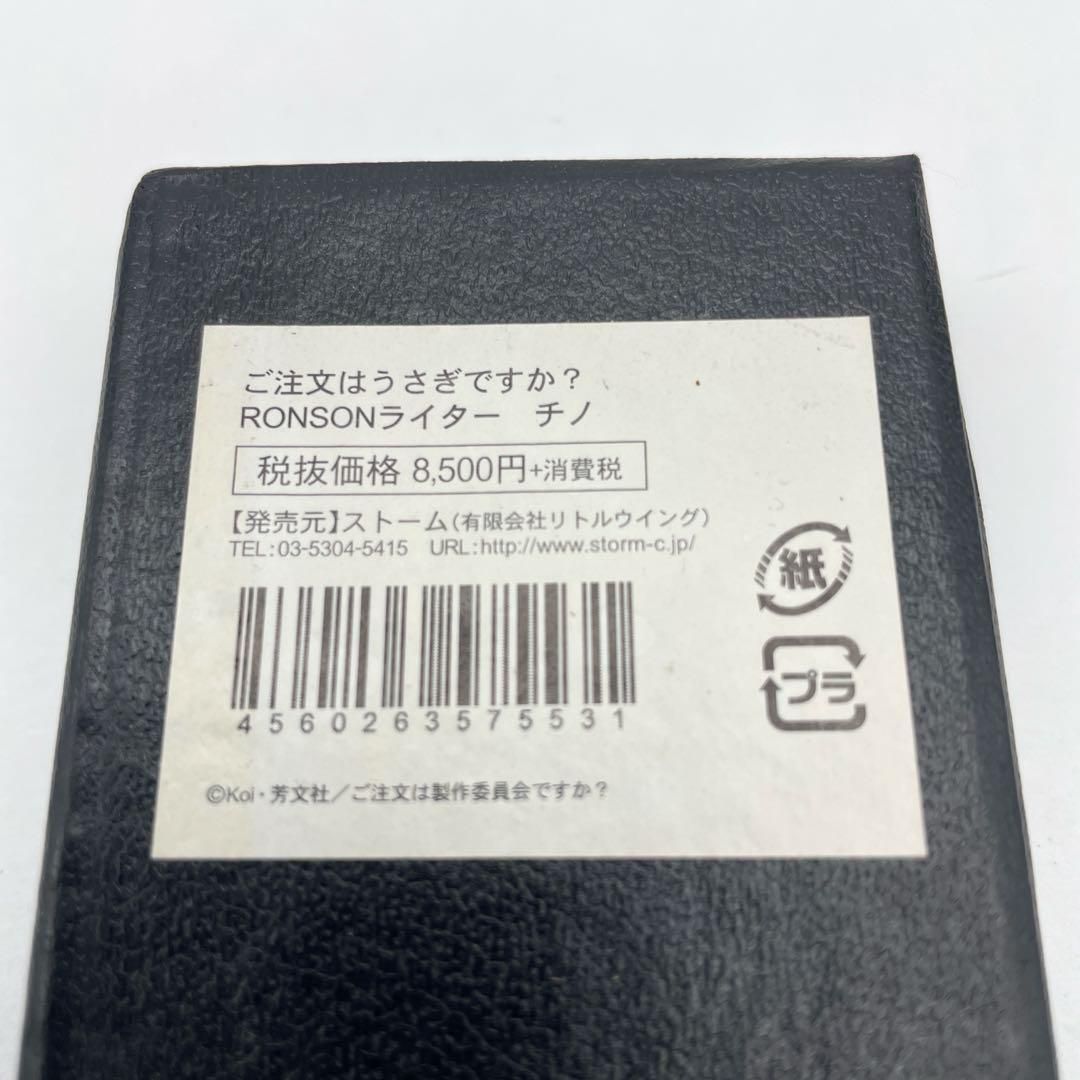 ご注文はうさぎですか？
RONSONライター　チノ
税抜価格 8,500円+消費税
【発売元】ストーム（有限会社リトルウイング）
TEL:03-5304-5415　URL:http://www.storm-c.jp/
4560263575531
紙
プラ
©Koi・芳文社／ご注文は製作委員会ですか？